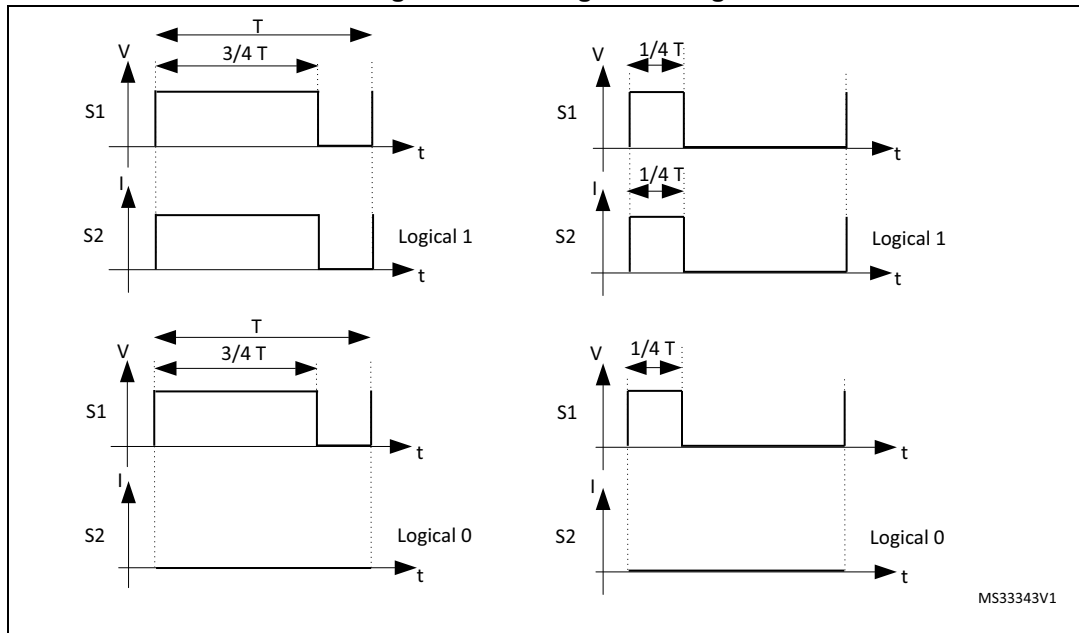 T
3/4 T
V
S1
t
I
S2
Logical 1
t
1/4 T
V
S1
t
1/4 T
I
S2
Logical 1
t
T
3/4 T
V
S1
t
I
S2
Logical 0
t
1/4 T
V
S1
t
I
S2
Logical 0
t
MS33343V1